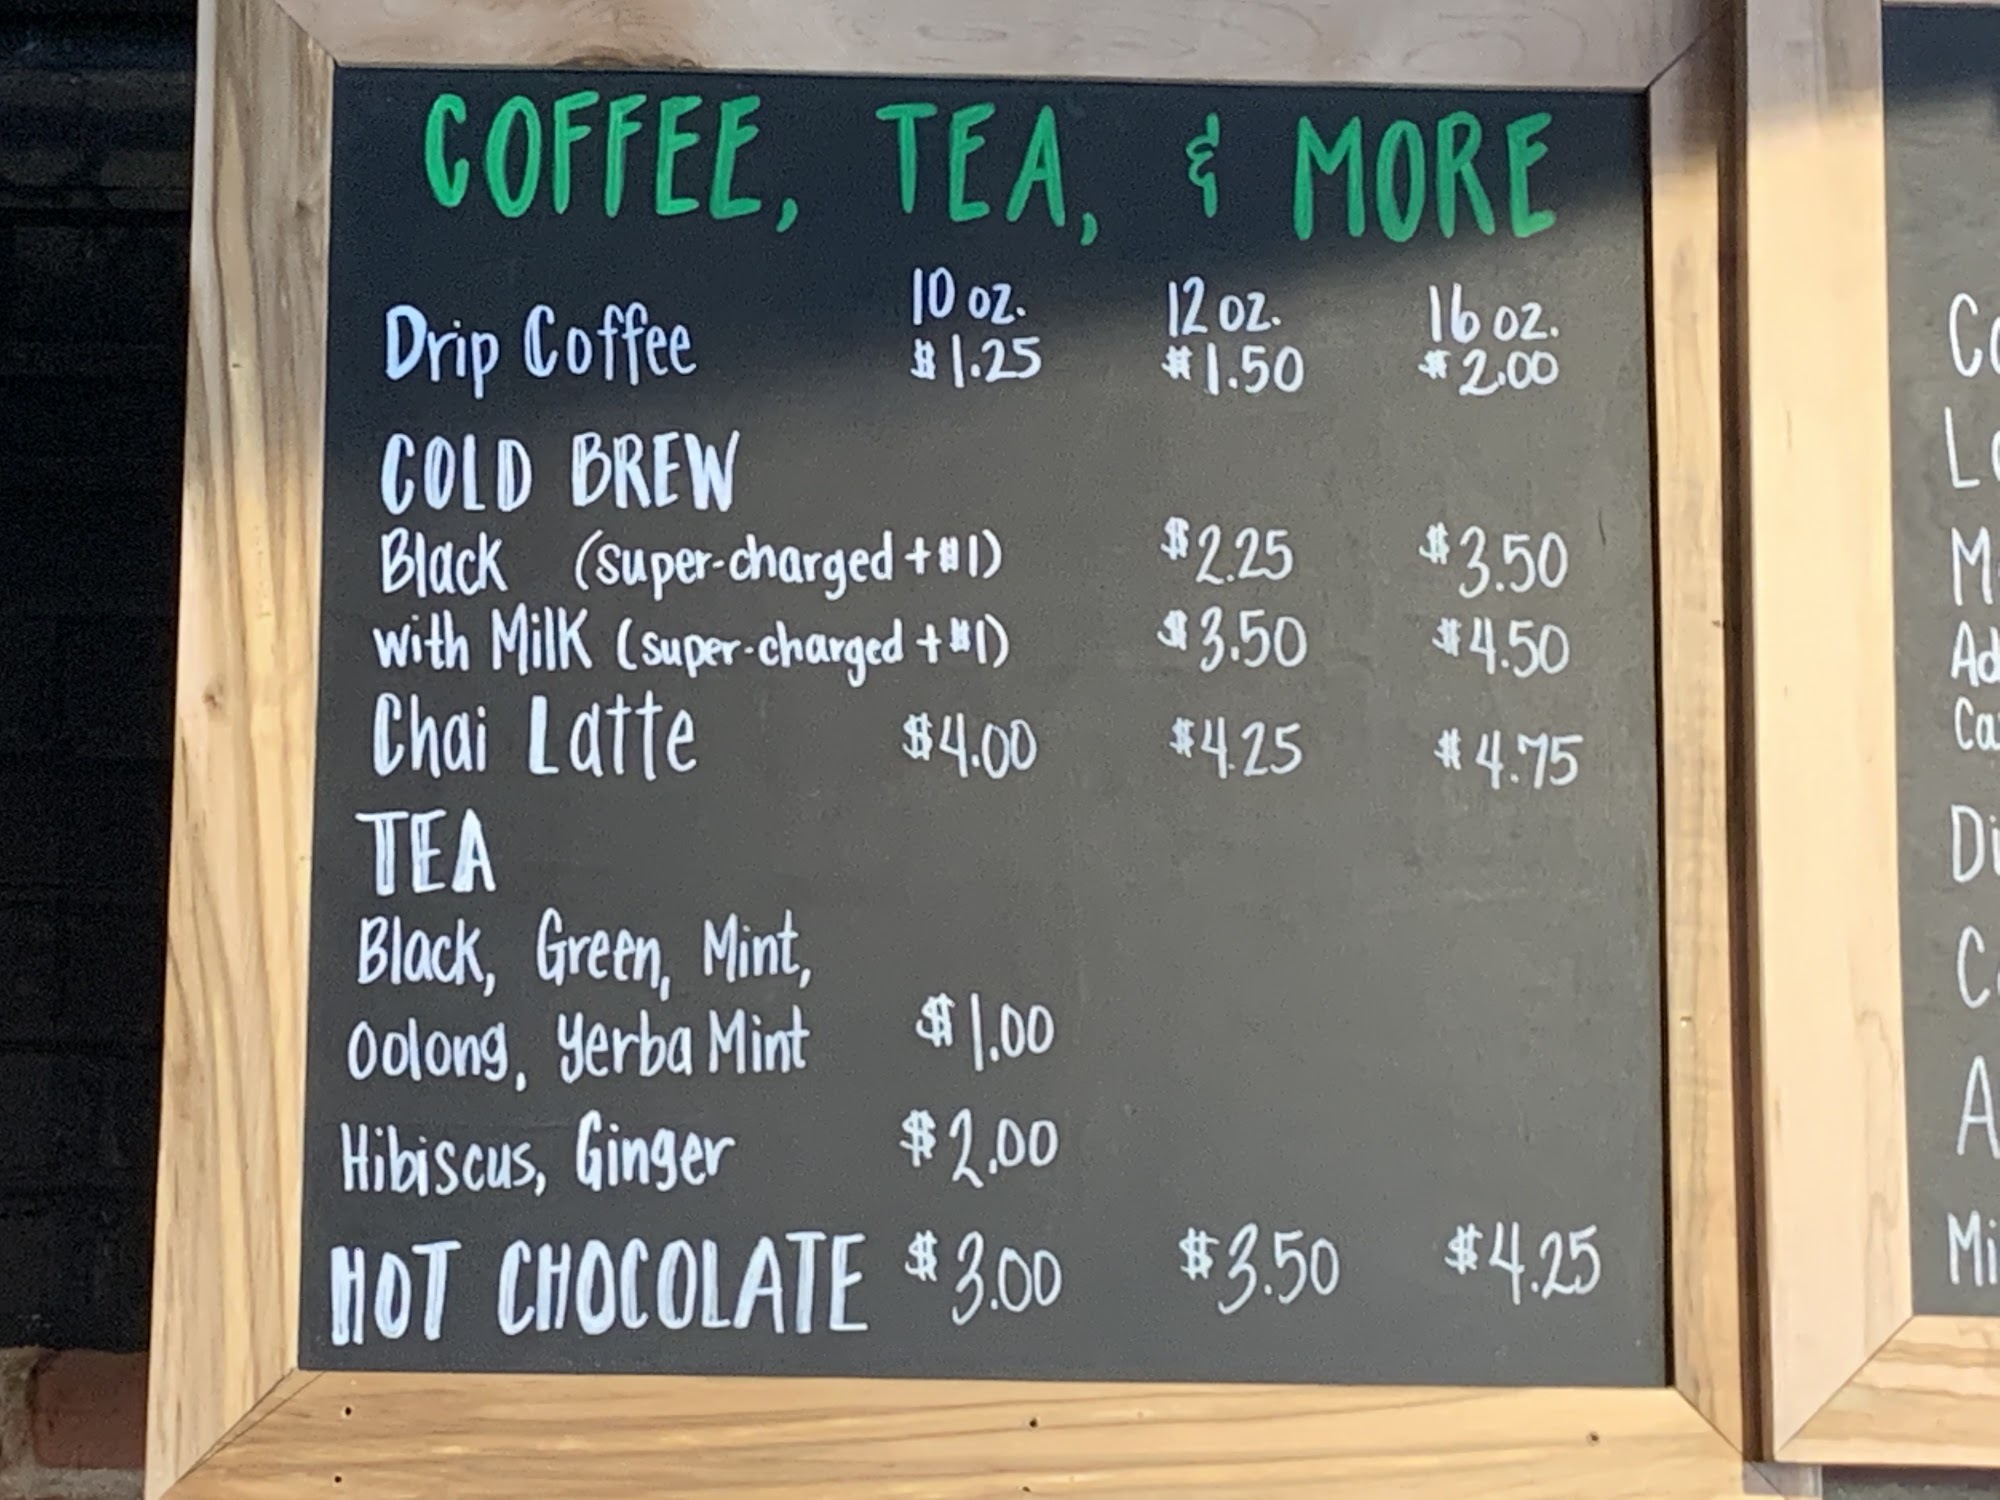 COFFEE, TEA, & MORE
10 oz. 12 oz. 16 oz.
Drip Coffee $1.25 $1.50 $2.00
COLD BREW
Black (super-charged +$1) $2.25 $3.50
with Milk (super-charged +$1) $3.50 $4.50
Chai Latte $4.00 $4.25 $4.75
TEA
Black, Green, Mint,
Oolong, Yerba Mint $1.00
Hibiscus, Ginger $2.00
HOT CHOCOLATE $3.00 $3.50 $4.25